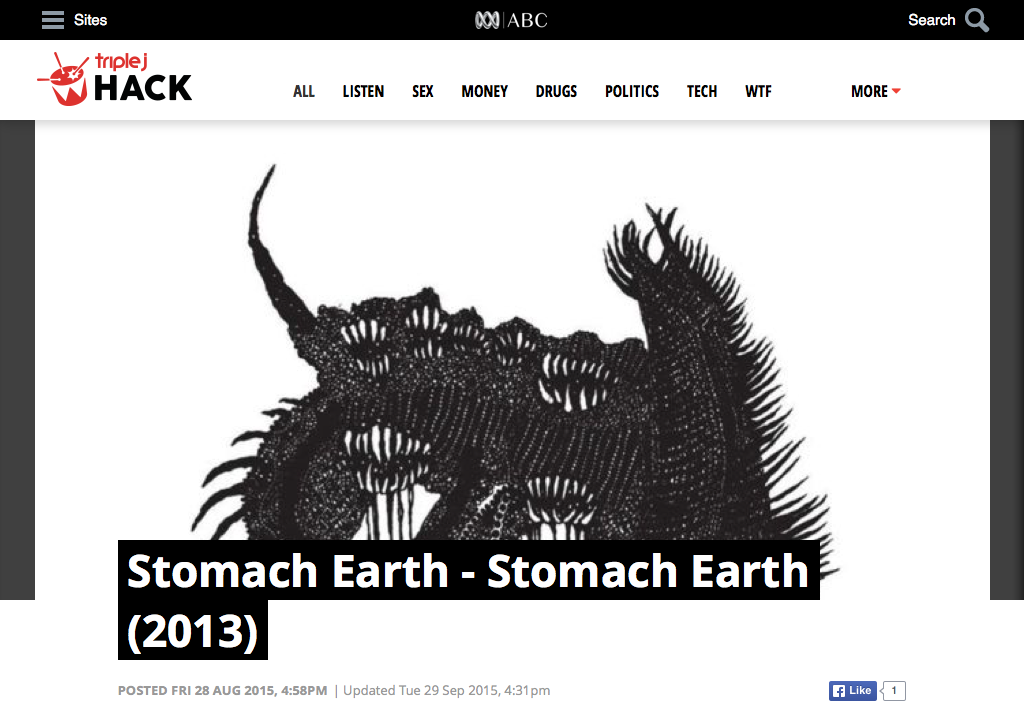 Sites
ABC
Search
triple j
HACK
ALL LISTEN SEX MONEY DRUGS POLITICS TECH WTF MORE
Stomach Earth - Stomach Earth
(2013)
POSTED FRI 28 AUG 2015, 4:58PM | Updated Tue 29 Sep 2015, 4:31pm
Like 1